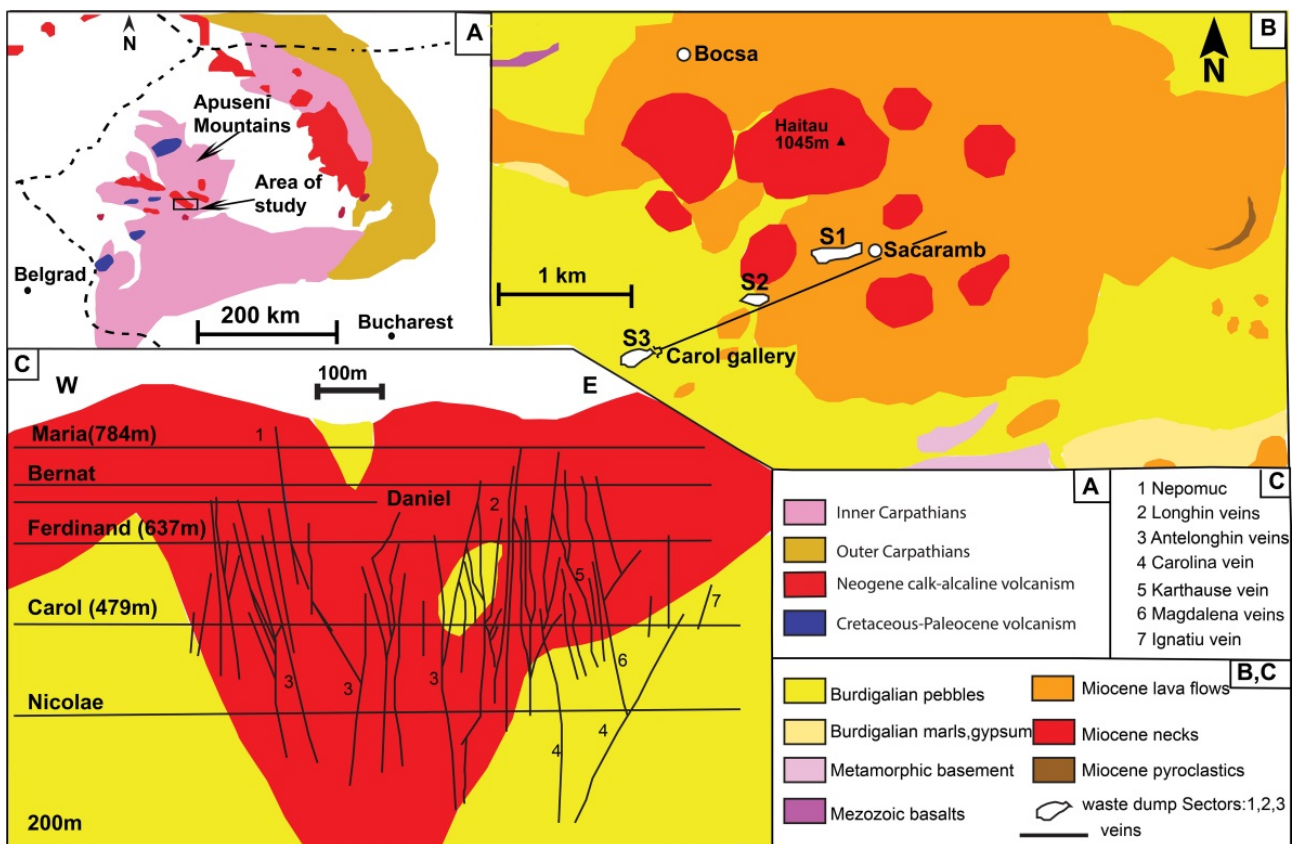 A
N
Apuseni
Mountains
Area of
study
Belgrad
200 km
Bucharest
B
N
Bocsa
Haitau
1045m
S1
Sacaramb
S2
1 km
S3
Carol gallery
C
W
100m
E
1
Maria(784m)
Bernat
Daniel
2
Ferdinand (637m)
5
Carol (479m)
7
3
3
3
6
Nicolae
4
4
200m
A
Inner Carpathians
Outer Carpathians
Neogene calk-alcaline volcanism
Cretaceous-Paleocene volcanism
C
1 Nepomuc
2 Longhin veins
3 Antelonghin veins
4 Carolina vein
5 Karthause vein
6 Magdalena veins
7 Ignatiu vein
B,C
Burdigalian pebbles
Burdigalian marls,gypsum
Metamorphic basement
Mezozoic basalts
Miocene lava flows
Miocene necks
Miocene pyroclastics
waste dump Sectors:1,2,3
veins